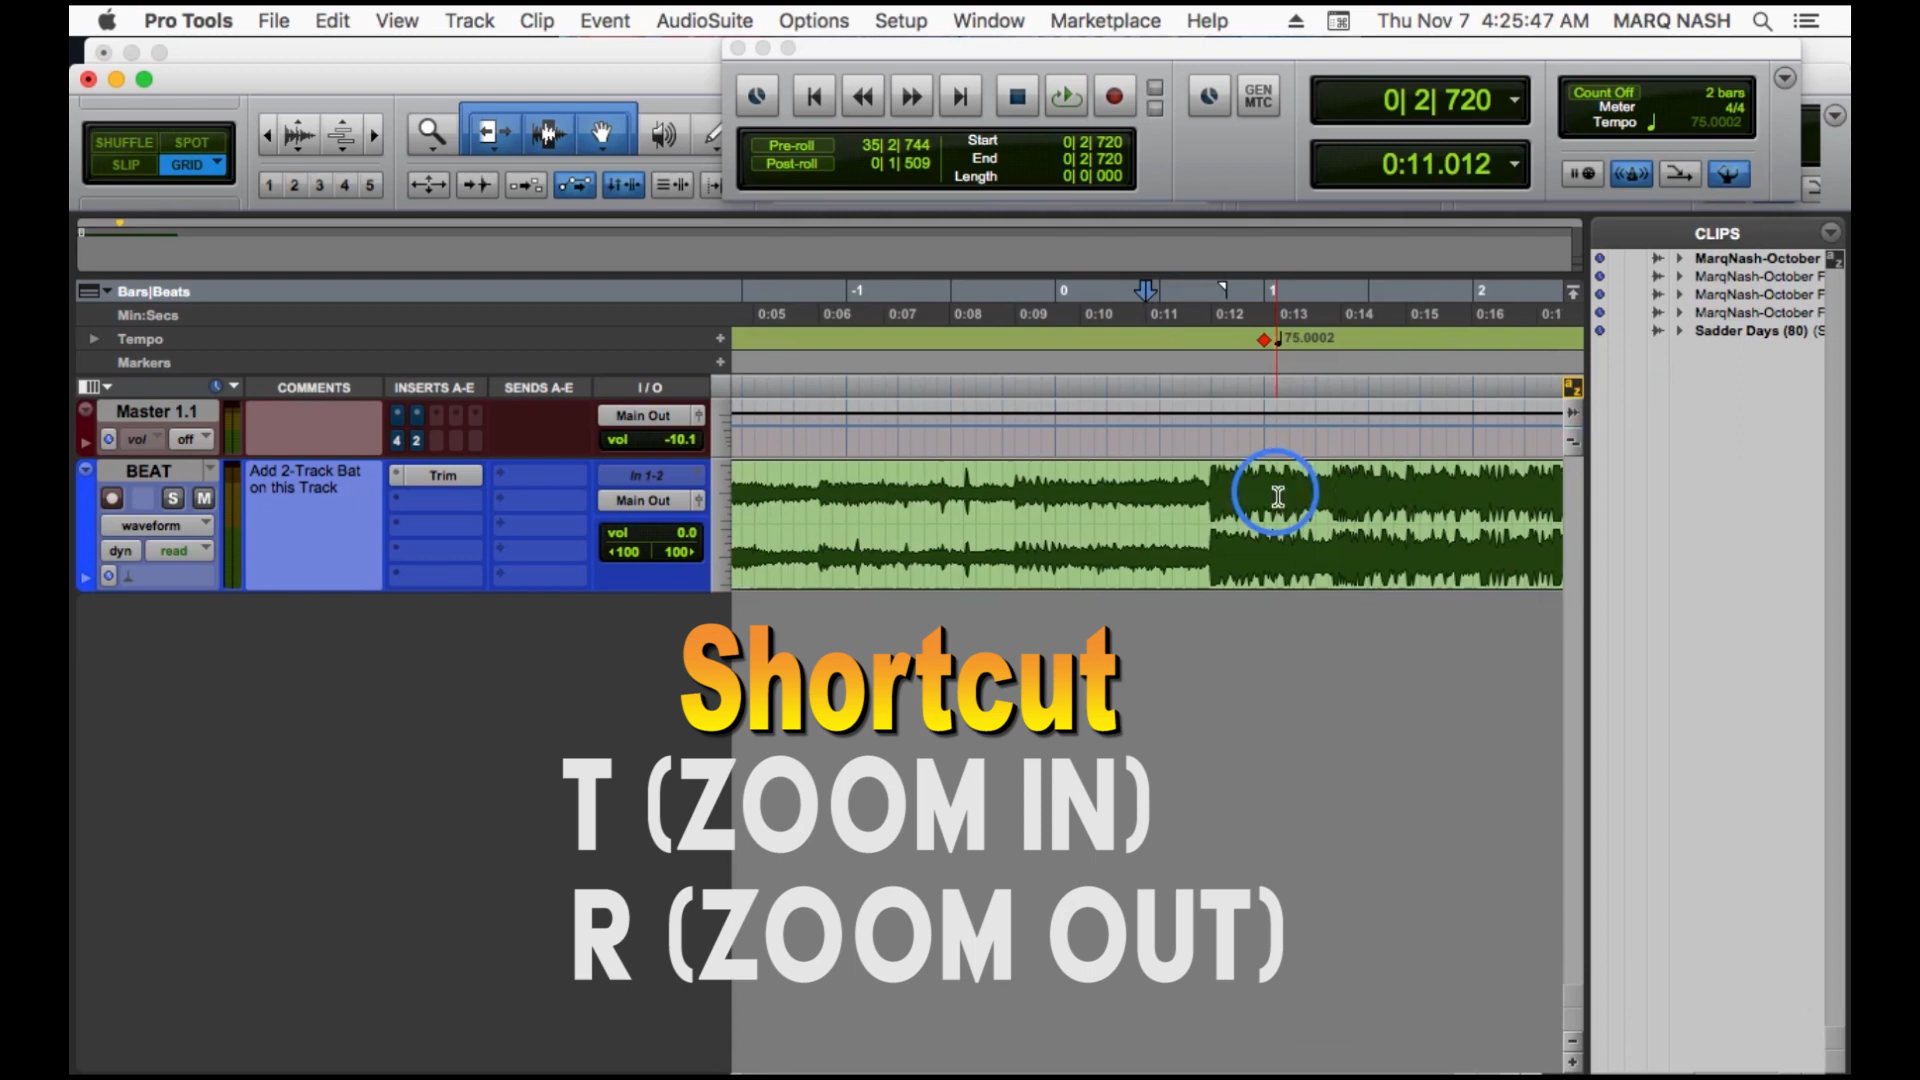 Pro Tools File Edit View Track Clip Event AudioSuite Options Setup Window Marketplace Help Thu Nov 7 4:25:47 AM MARQ NASH
SHUFFLE SPOT
SLIP GRID
1 2 3 4 5
GEN
MTC
Pre-roll 35| 2| 744
Post-roll 0| 1| 509
Start 0| 2| 720
End 0| 2| 720
Length 0| 0| 000
0| 2| 720
0:11.012
Count Off 2 bars
Meter 4/4
Tempo 75.0002
CLIPS
MarqNash-October
MarqNash-October F
MarqNash-October F
MarqNash-October F
Sadder Days (80) (S
Bars|Beats -1 0 1 2
Min:Secs 0:05 0:06 0:07 0:08 0:09 0:10 0:11 0:12 0:13 0:14 0:15 0:16 0:1
Tempo 75.0002
Markers
COMMENTS INSERTS A-E SENDS A-E I / O
Master 1.1 Main Out
vol off 4 2 vol -10.1
BEAT Add 2-Track Bat Trim In 1-2
on this Track
S M Main Out
waveform vol 0.0
dyn read 100 100
Shortcut
T (ZOOM IN)
R (ZOOM OUT)